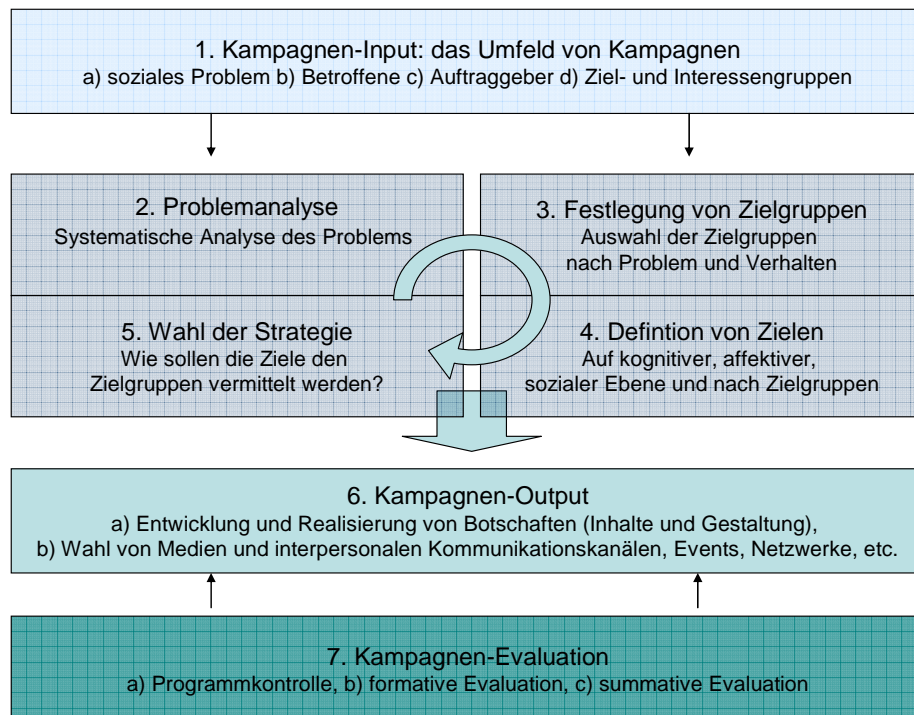 1. Kampagnen-Input: das Umfeld von Kampagnen
a) soziales Problem b) Betroffene c) Auftraggeber d) Ziel- und Interessengruppen
2. Problemanalyse
Systematische Analyse des Problems
3. Festlegung von Zielgruppen
Auswahl der Zielgruppen
nach Problem und Verhalten
5. Wahl der Strategie
Wie sollen die Ziele den
Zielgruppen vermittelt werden?
4. Defintion von Zielen
Auf kognitiver, affektiver,
sozialer Ebene und nach Zielgruppen
6. Kampagnen-Output
a) Entwicklung und Realisierung von Botschaften (Inhalte und Gestaltung),
b) Wahl von Medien und interpersonalen Kommunikationskanälen, Events, Netzwerke, etc.
7. Kampagnen-Evaluation
a) Programmkontrolle, b) formative Evaluation, c) summative Evaluation